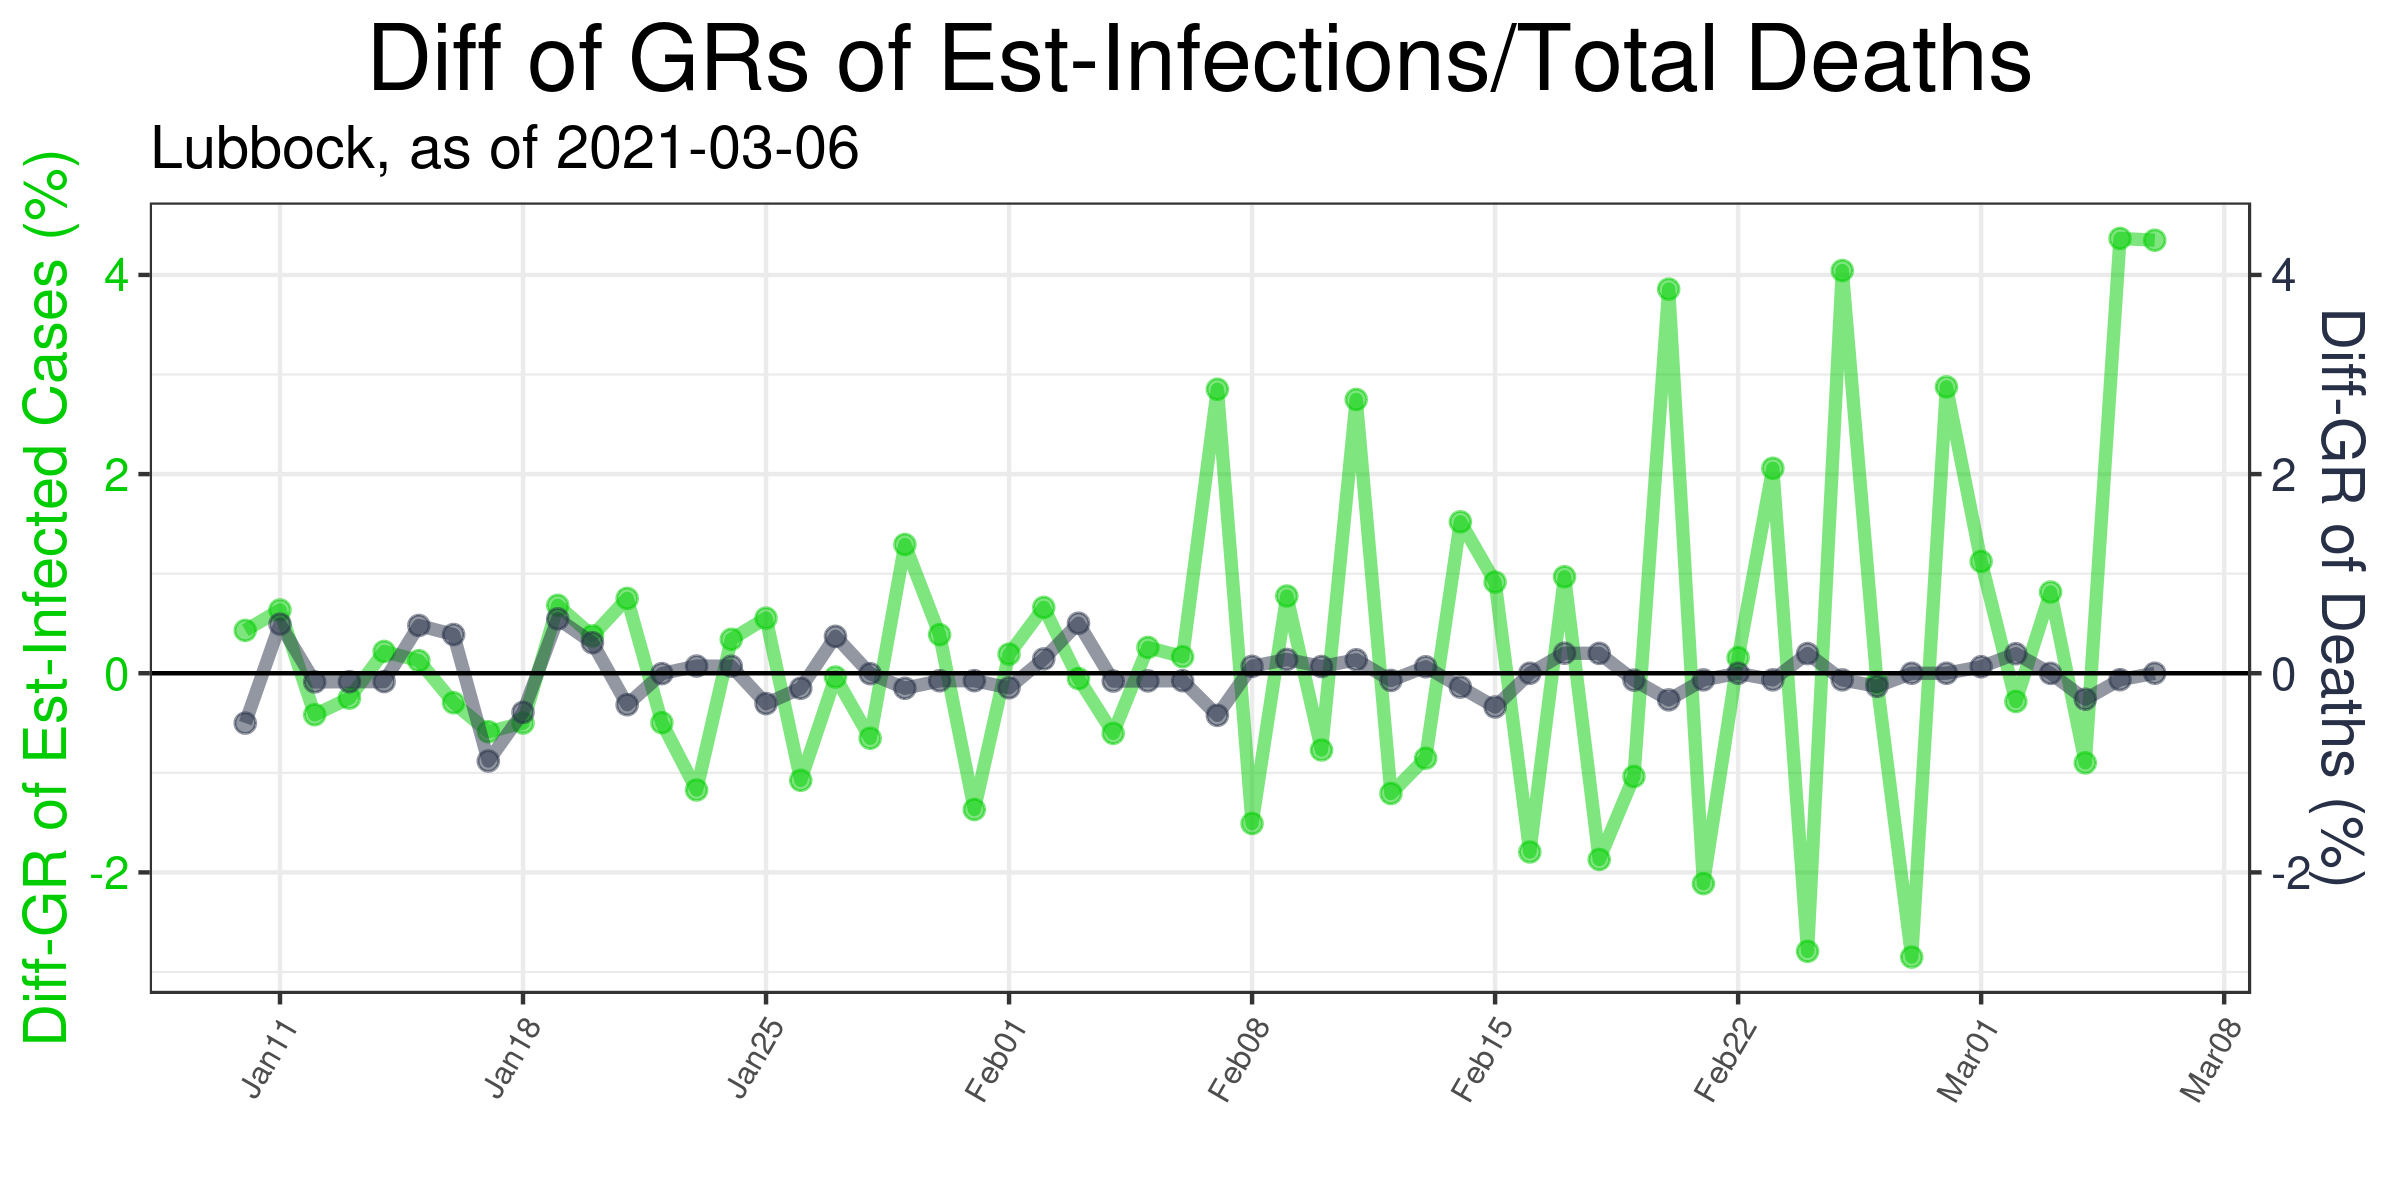 Diff of GRs of Est-Infections/Total Deaths
Lubbock, as of 2021-03-06
Diff-GR of Est-Infected Cases (%)
4
2
0
-2
4
2
0
-2
Diff-GR of Deaths (%)
Jan11
Jan18
Jan25
Feb01
Feb08
Feb15
Feb22
Mar01
Mar08